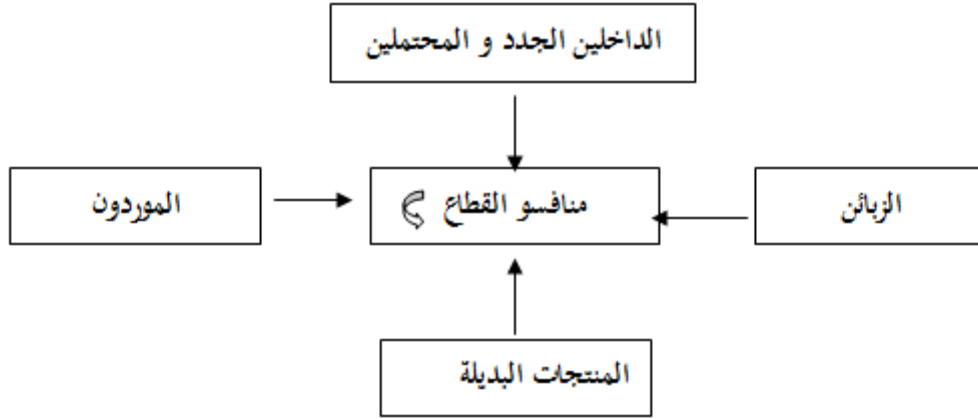 الداخلين الجدد و المحتملين
الزبائن
منافسو القطاع
الموردون
المنتجات البديلة